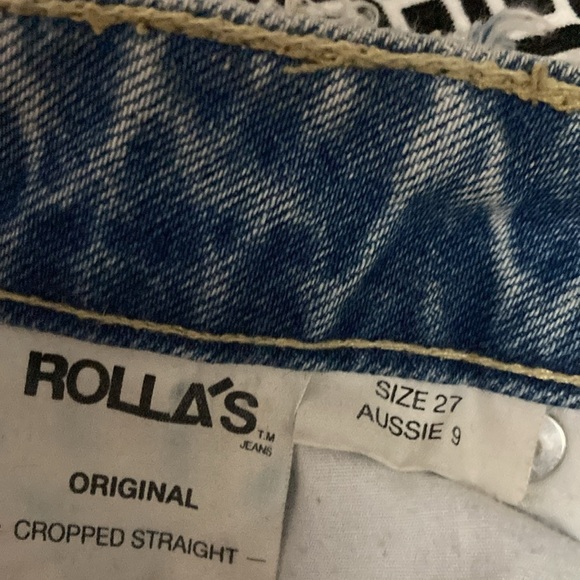 ROLLA'S
T.M
JEANS
ORIGINAL
- CROPPED STRAIGHT —
SIZE 27
AUSSIE 9